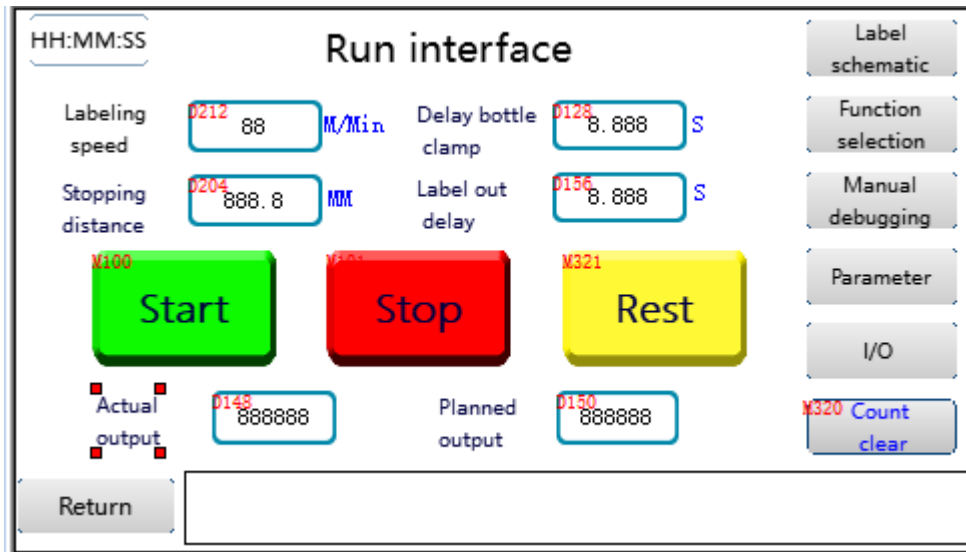 HH:MM:SS
Run interface
Label
schematic
Labeling
speed
D212
88
M/Min
Delay bottle
clamp
D128
8.888
S
Function
selection
Stopping
distance
D204
888.8
MM
Label out
delay
D156
8.888
S
Manual
debugging
M100
Start
Stop
M321
Rest
Parameter
I/O
Actual
output
D148
888888
Planned
output
D150
888888
M320
Count
clear
Return